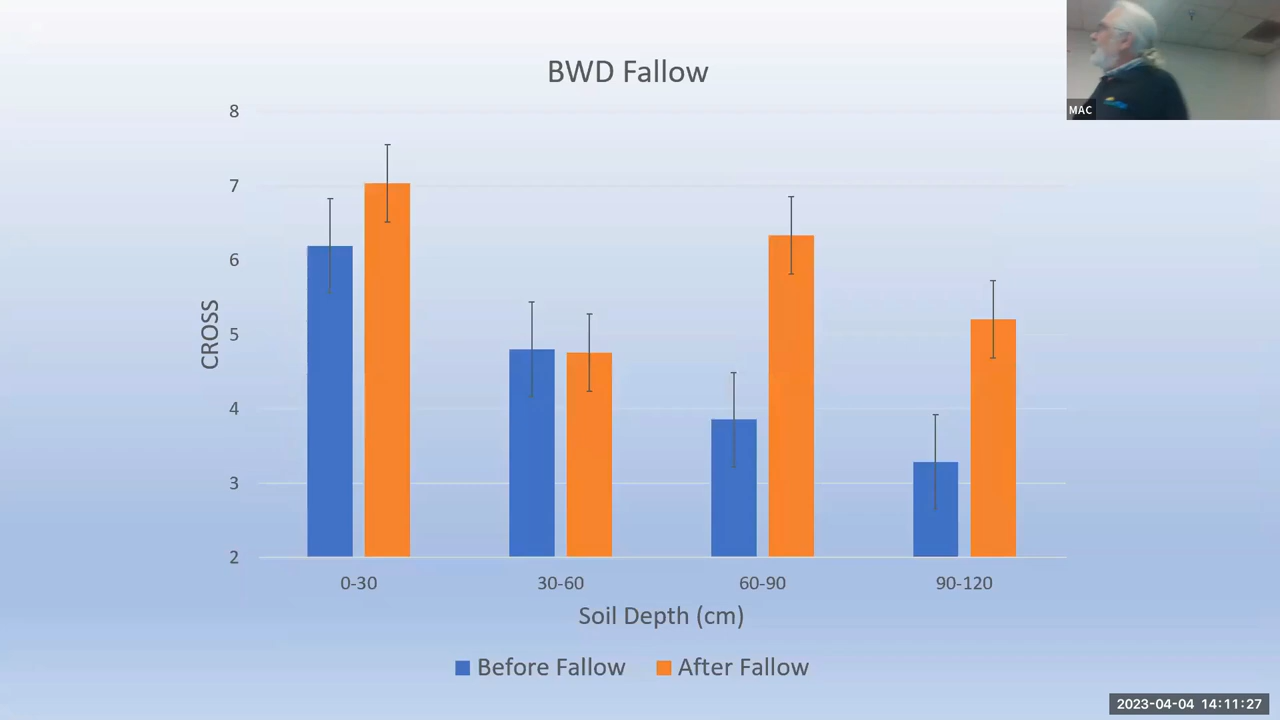 BWD Fallow
MAC
8
7
6
5
4
3
2
CROSS
0-30 30-60 60-90 90-120
Soil Depth (cm)
Before Fallow After Fallow
2023-04-04 14:11:27